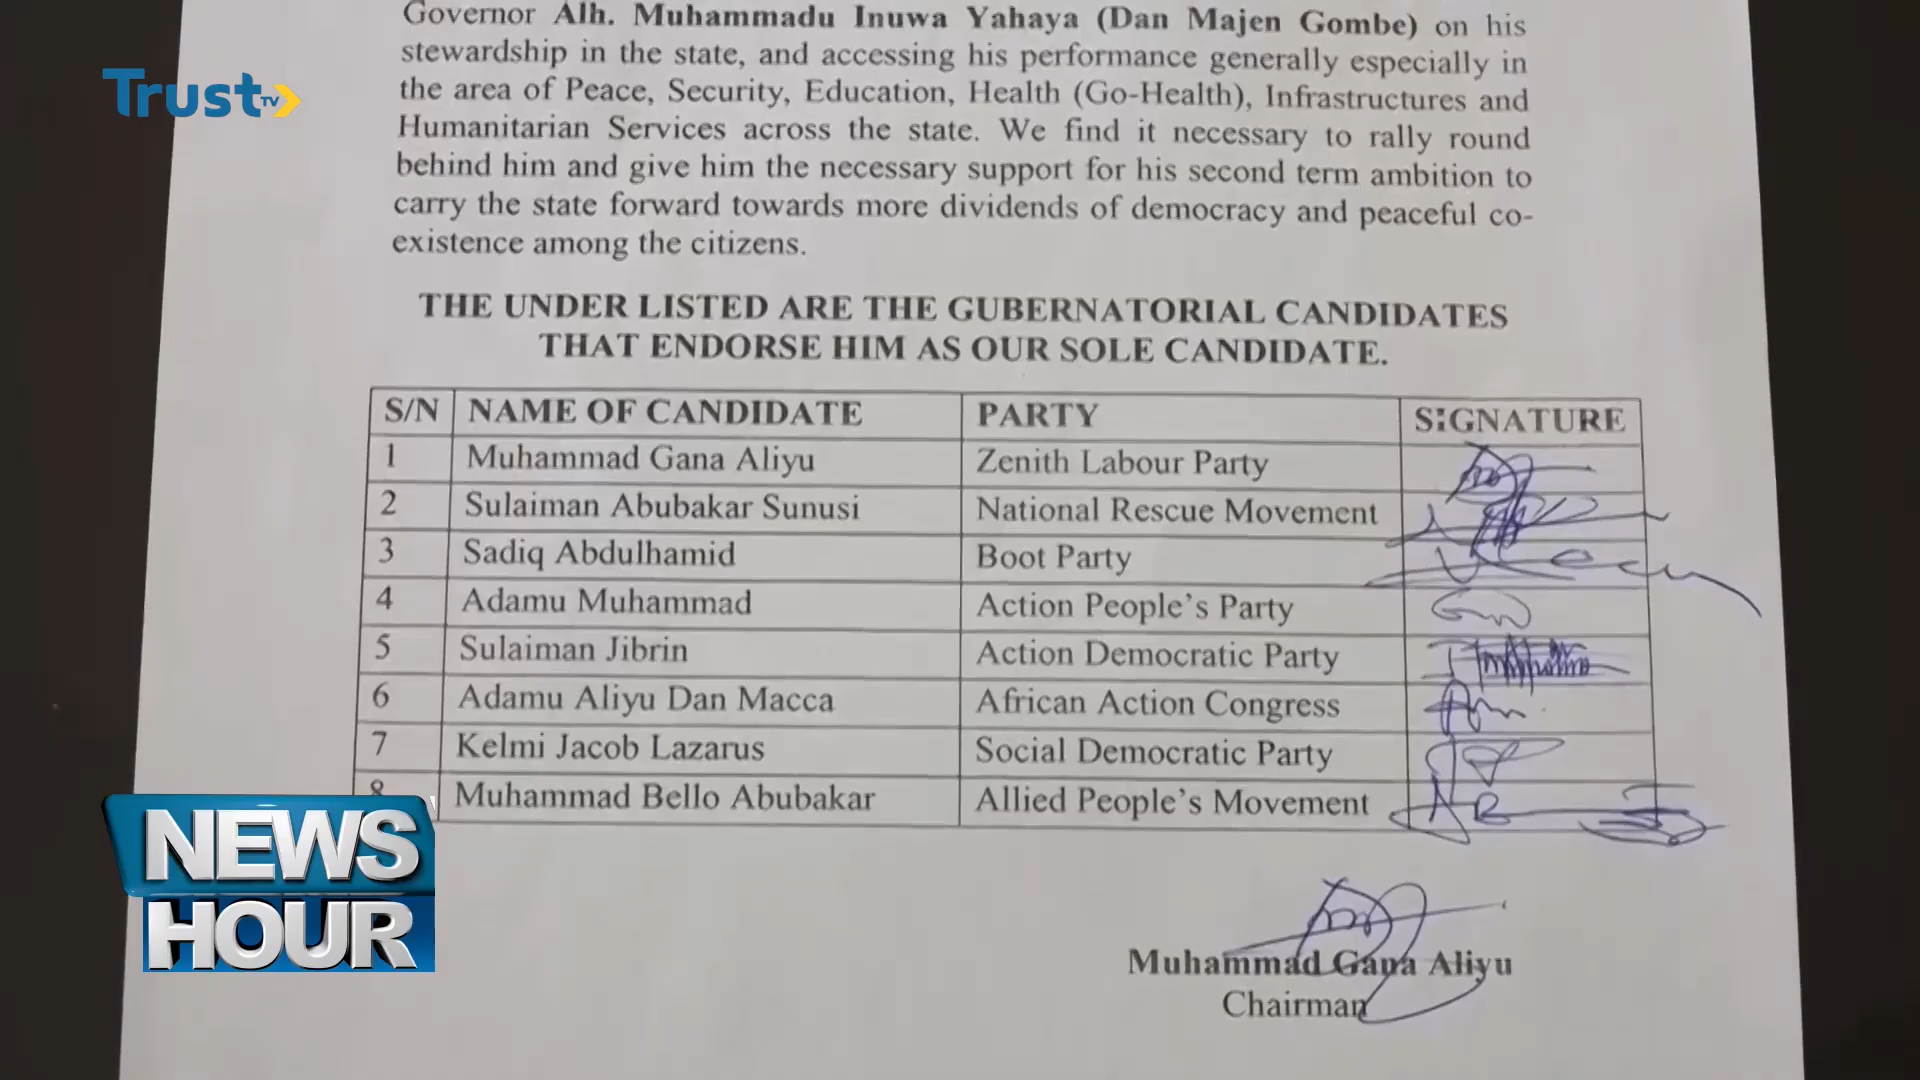 Governor Alh. Muhammadu Inuwa Yahaya (Dan Majen Gombe) on his
stewardship in the state, and accessing his performance generally especially in
the area of Peace, Security, Education, Health (Go-Health), Infrastructures and
Humanitarian Services across the state. We find it necessary to rally round
behind him and give him the necessary support for his second term ambition to
carry the state forward towards more dividends of democracy and peaceful co-
existence among the citizens.
Trust TV
THE UNDER LISTED ARE THE GUBERNATORIAL CANDIDATES
THAT ENDORSE HIM AS OUR SOLE CANDIDATE.
S/N NAME OF CANDIDATE PARTY SIGNATURE
1 Muhammad Gana Aliyu Zenith Labour Party
2 Sulaiman Abubakar Sunusi National Rescue Movement
3 Sadiq Abdulhamid Boot Party
4 Adamu Muhammad Action People's Party
5 Sulaiman Jibrin Action Democratic Party
6 Adamu Aliyu Dan Macca African Action Congress
7 Kelmi Jacob Lazarus Social Democratic Party
8 Muhammad Bello Abubakar Allied People's Movement
NEWS
HOUR
Muhammad Gana Aliyu
Chairman